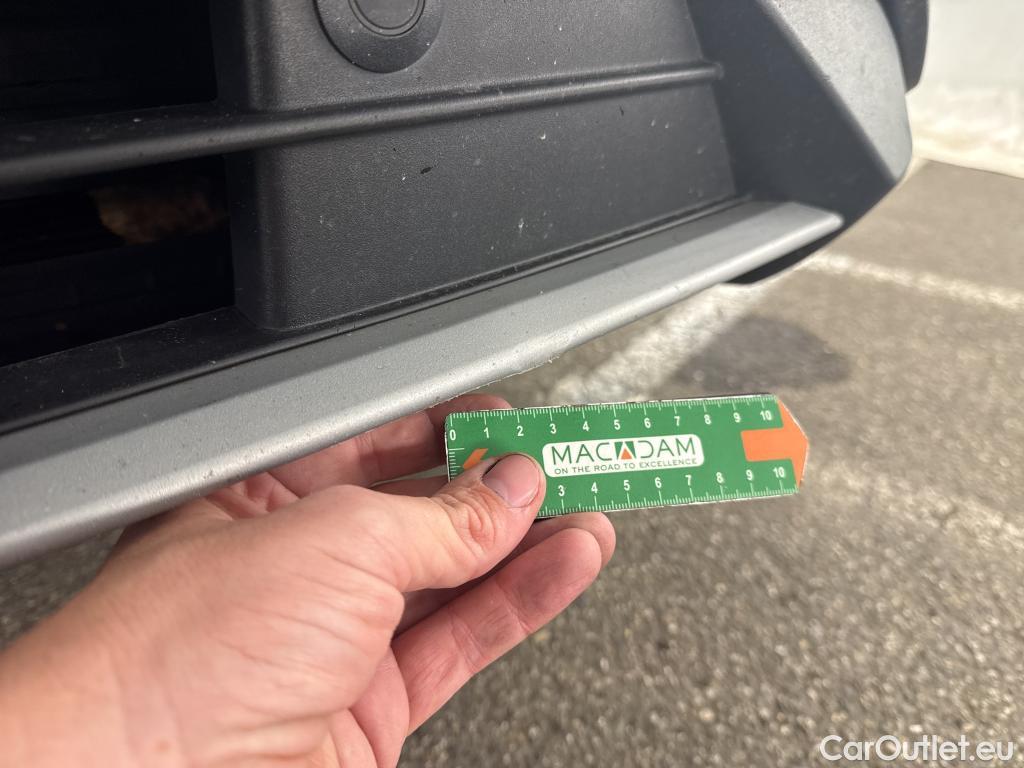 0 1 2 3 4 5 6 7 8 9 10
MACADAM
ON THE ROAD TO EXCELLENCE
3 4 5 6 7 8 9 10
CarOutlet.eu